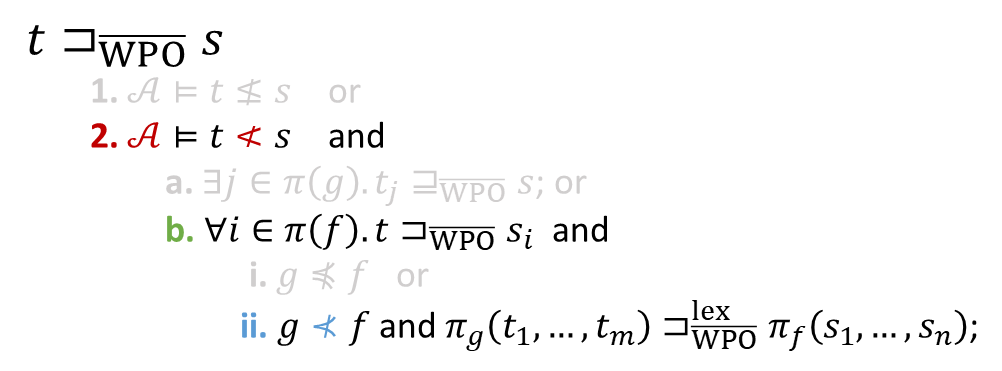 t ⊐_{\overline{WPO}} s
1. 𝒜 ⊨ t ≨ s or
2. 𝒜 ⊨ t ≮ s and
a. ∃j ∈ π(g). t_j ⊒_{\overline{WPO}} s; or
b. ∀i ∈ π(f). t ⊐_{\overline{WPO}} s_i and
i. g ⋠ f or
ii. g ⊀ f and π_g(t_1, … , t_m) ⊐^{lex}_{\overline{WPO}} π_f(s_1, … , s_n);